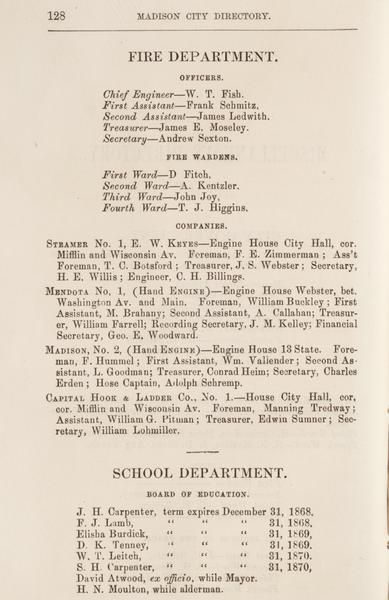 128 MADISON CITY DIRECTORY.
FIRE DEPARTMENT.
OFFICERS.
Chief Engineer—W. T. Fish.
First Assistant—Frank Schmitz.
Second Assistant—James Ledwith.
Treasurer—James E. Moseley.
Secretary—Andrew Sexton.
FIRE WARDENS.
First Ward—D Fitch.
Second Ward—A. Kentzler.
Third Ward—John Joy.
Fourth Ward—T. J. Higgins.
COMPANIES.
STEAMER No. 1, E. W. KEYES—Engine House City Hall, cor.
Mifflin and Wisconsin Av. Foreman, F. E. Zimmerman ; Ass't
Foreman, T. C. Botsford ; Treasurer, J. S. Webster ; Secretary,
H. E. Willis ; Engineer, C. H. Billings.
MENDOTA No. 1, (HAND ENGINE)—Engine House Webster, bet.
Washington Av. and Main. Foreman, William Buckley ; First
Assistant, M. Brahany; Second Assistant, A. Callahan; Treasur-
er, William Farrell; Recording Secretary, J. M. Kelley; Financial
Secretary, Geo. E. Woodward.
MADISON, No. 2, (HAND ENGINE)—Engine House 13 State. Fore-
man, F. Hummel ; First Assistant, Wm. Vallender ; Second As-
sistant, L. Goodman; Treasurer, Conrad Heim; Secretary, Charles
Erden ; Hose Captain, Adolph Schremp.
CAPITAL HOOK & LADDER Co., No. 1.—House City Hall, cor,
cor. Mifflin and Wisconsin Av. Foreman, Manning Tredway ;
Assistant, William G. Pitman ; Treasurer, Edwin Sumner ; Sec-
retary, William Lohmiller.
SCHOOL DEPARTMENT.
BOARD OF EDUCATION.
J. H. Carpenter, term expires December 31, 1868.
F. J. Lamb, " " " 31, 1868.
Elisha Burdick, " " " 31, 1869,
D. K. Tenney, " " " 31, 1869.
W. T. Leitch, " " " 31, 1870.
S. H. Carpenter, " " " 31, 1870,
David Atwood, ex officio, while Mayor.
H. N. Moulton, while alderman.